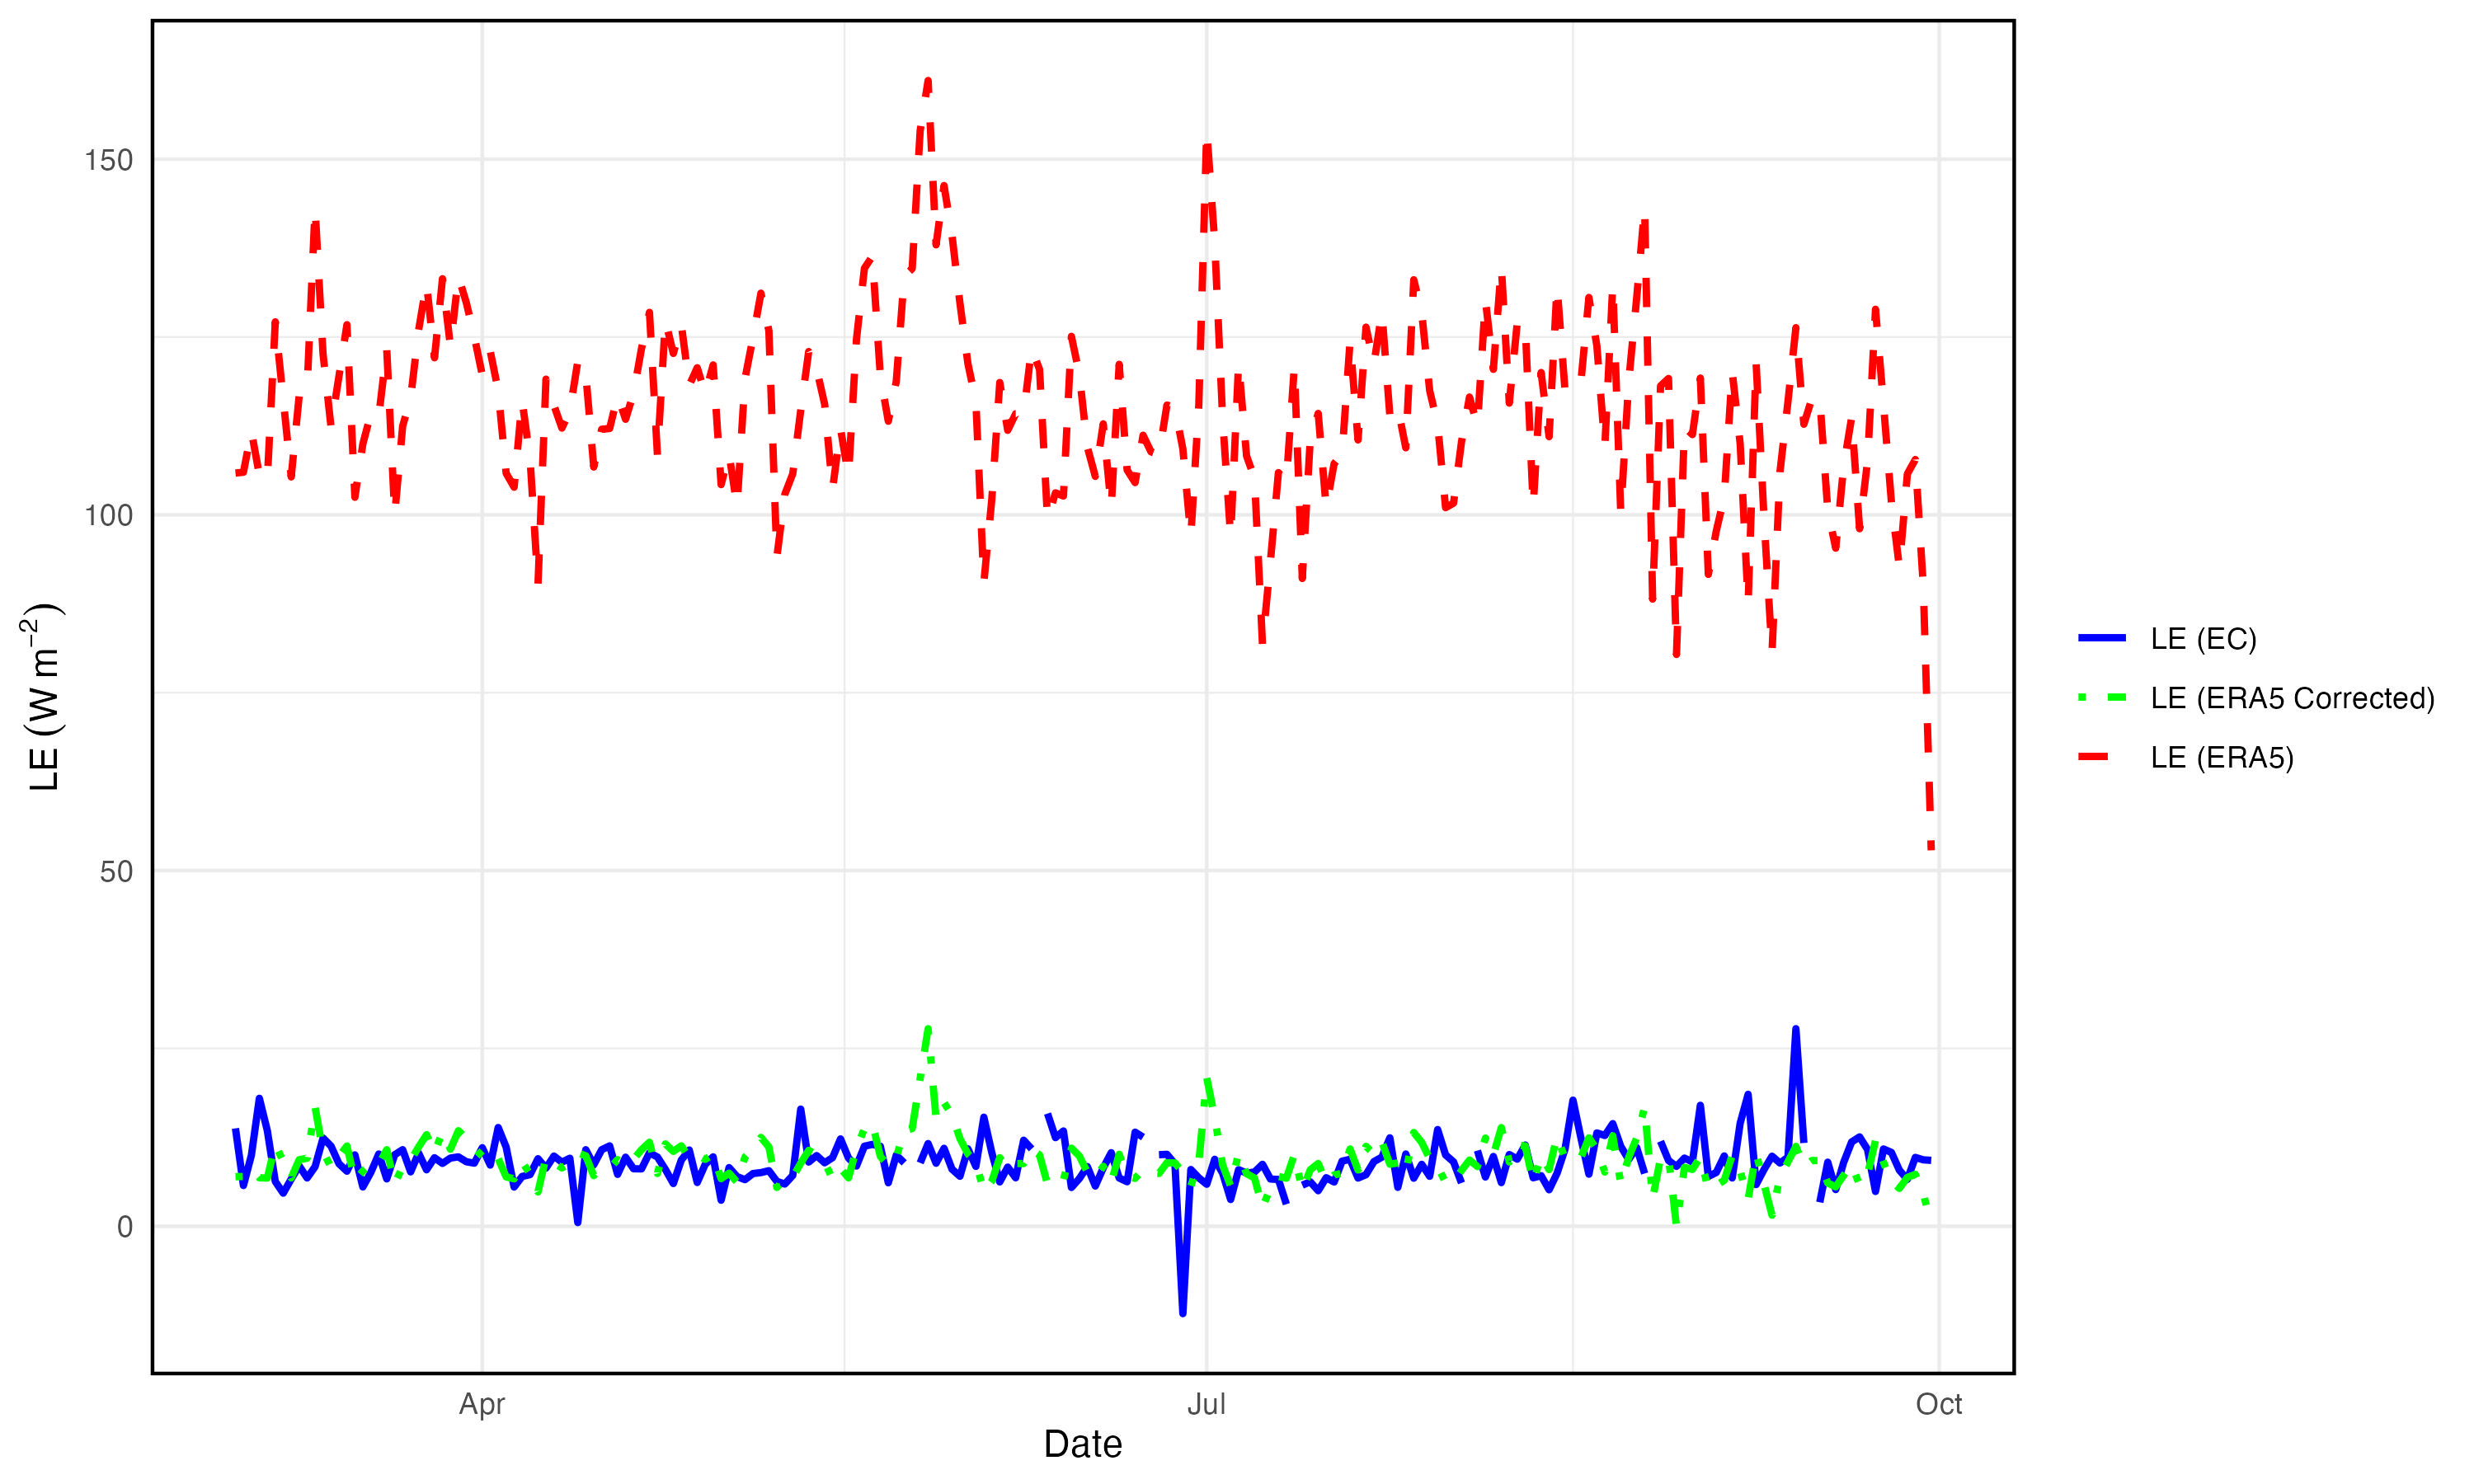 150
100
50
0
LE (W m⁻²)
Apr
Jul
Oct
Date
LE (EC)
LE (ERA5 Corrected)
LE (ERA5)